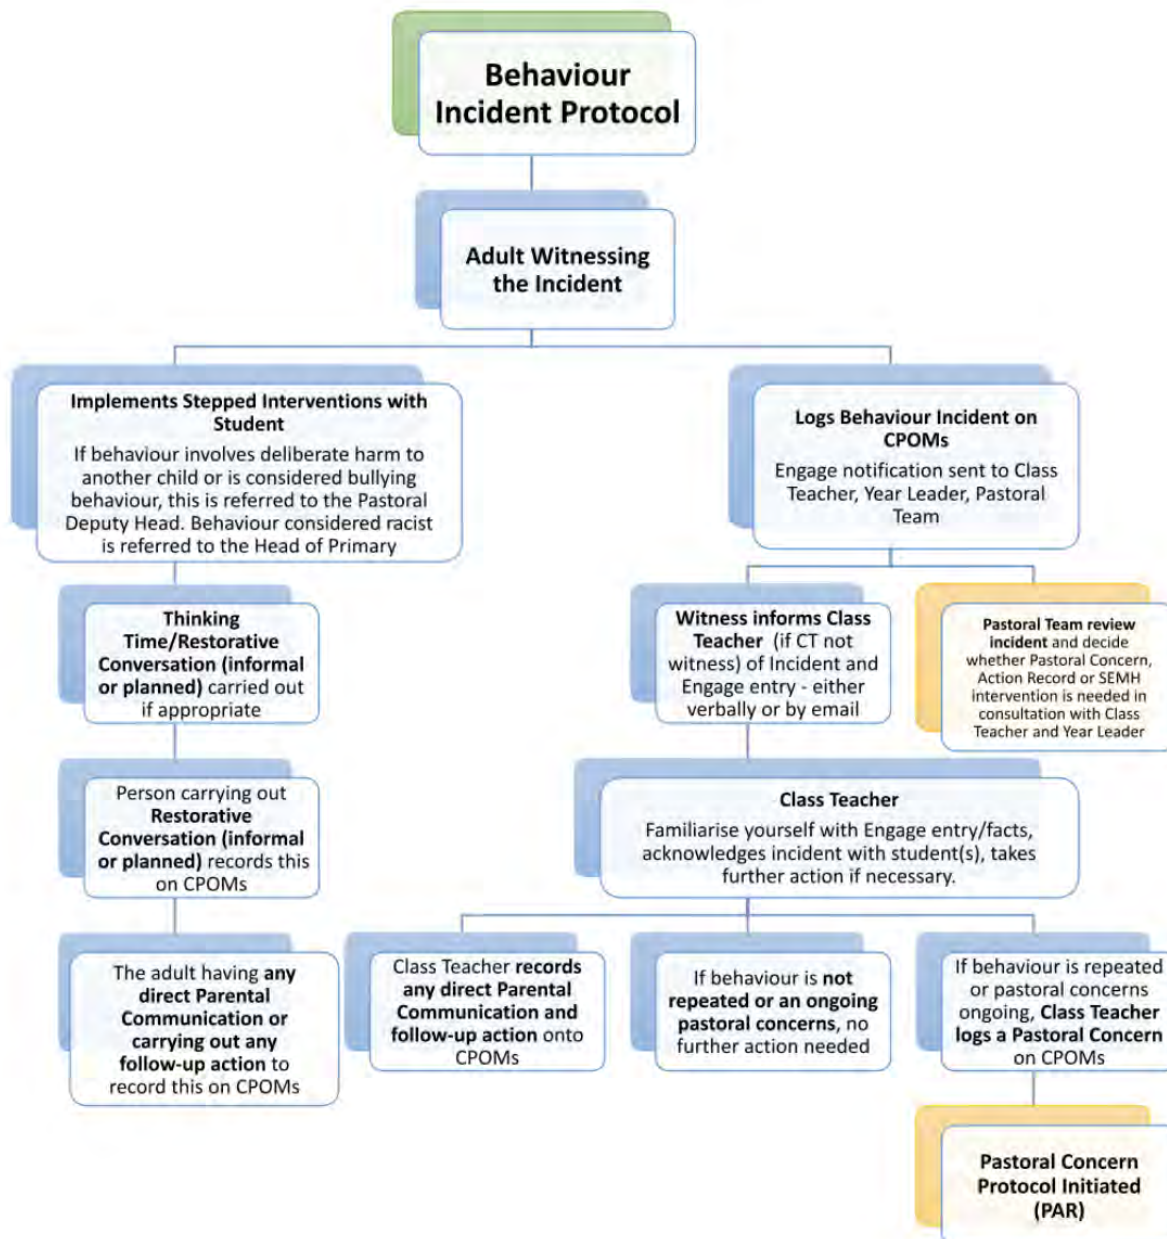 Behaviour
Incident Protocol
Adult Witnessing
the Incident
Implements Stepped Interventions with
Student
If behaviour involves deliberate harm to
another child or is considered bullying
behaviour, this is referred to the Pastoral
Deputy Head. Behaviour considered racist
is referred to the Head of Primary
Logs Behaviour Incident on
CPOMs
Engage notification sent to Class
Teacher, Year Leader, Pastoral
Team
Thinking
Time/Restorative
Conversation (informal
or planned) carried out
if appropriate
Witness informs Class
Teacher (if CT not
witness) of Incident and
Engage entry - either
verbally or by email
Pastoral Team review
incident and decide
whether Pastoral Concern,
Action Record or SEMH
intervention is needed in
consultation with Class
Teacher and Year Leader
Person carrying out
Restorative
Conversation (informal
or planned) records this
on CPOMs
Class Teacher
Familiarise yourself with Engage entry/facts,
acknowledges incident with student(s), takes
further action if necessary.
The adult having any
direct Parental
Communication or
carrying out any
follow-up action to
record this on CPOMs
Class Teacher records
any direct Parental
Communication and
follow-up action onto
CPOMs
If behaviour is not
repeated or an ongoing
pastoral concerns, no
further action needed
If behaviour is repeated
or pastoral concerns
ongoing, Class Teacher
logs a Pastoral Concern
on CPOMs
Pastoral Concern
Protocol Initiated
(PAR)